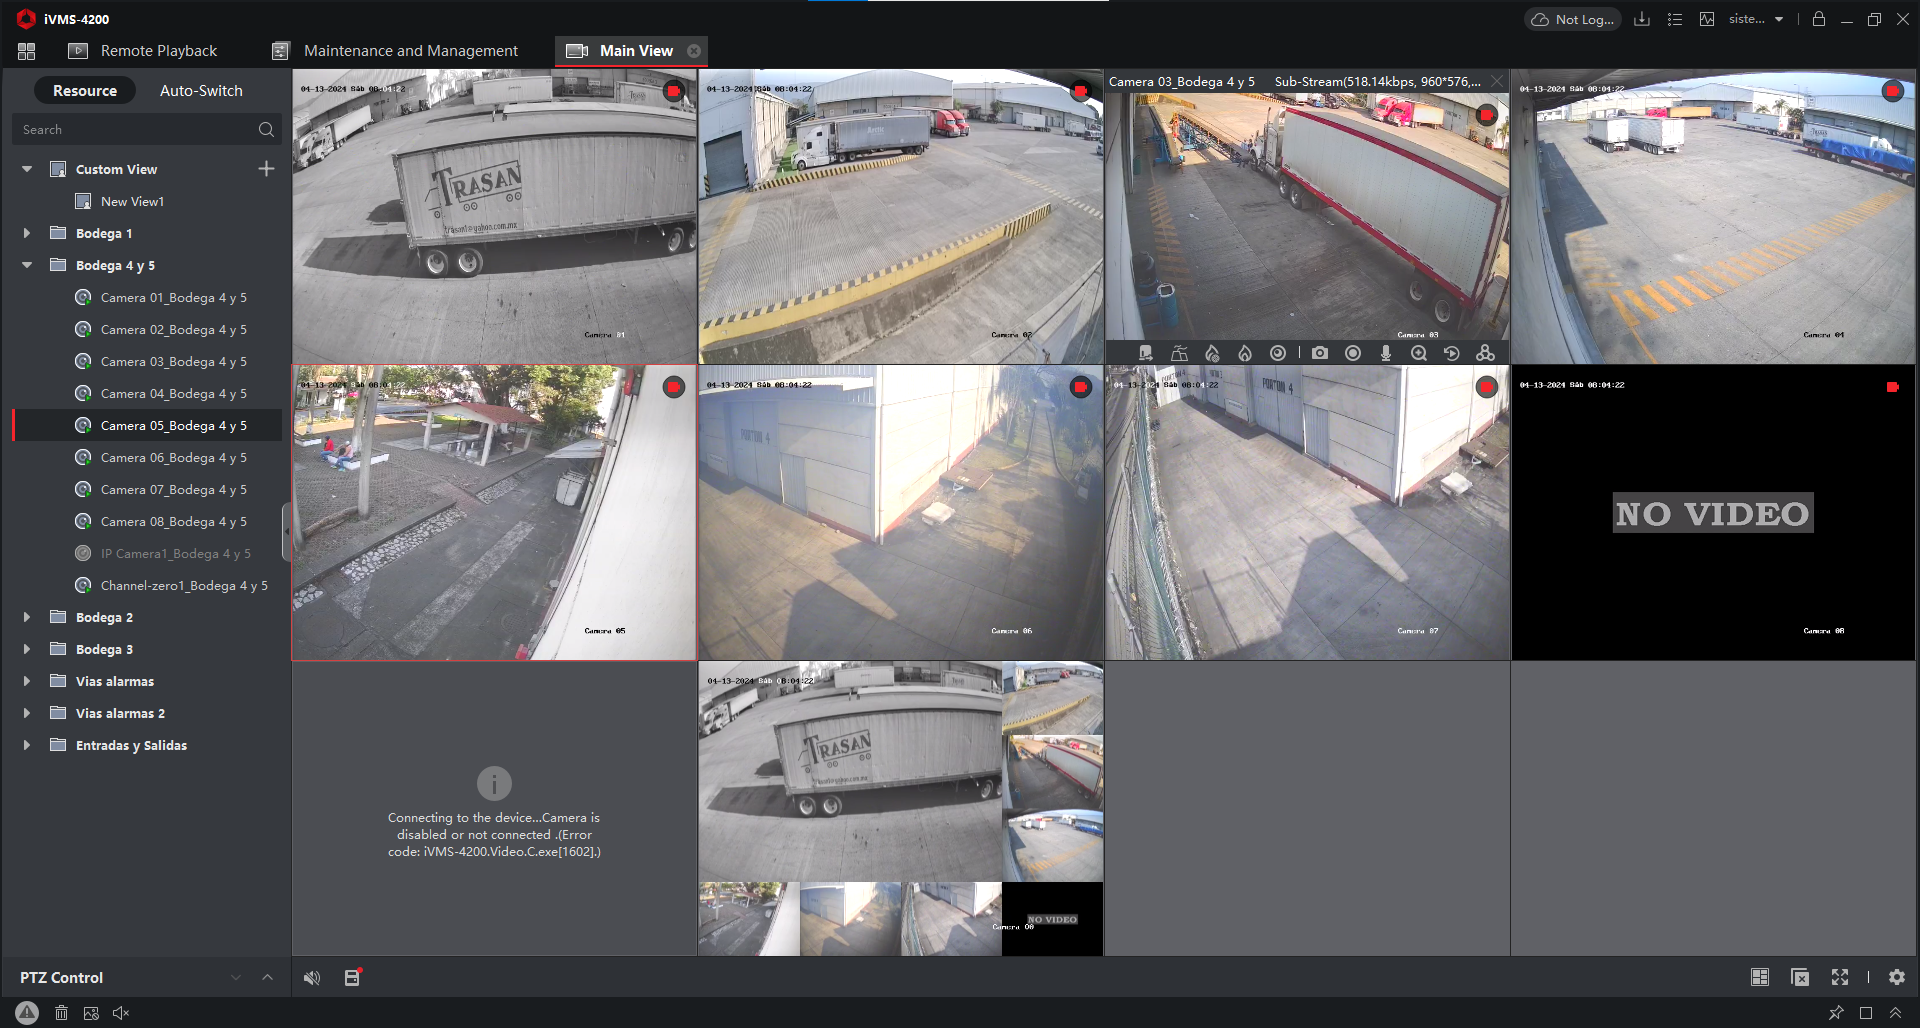 iVMS-4200
Not Log...
siste...
Remote Playback
Maintenance and Management
Main View
Resource
Auto-Switch
Search
Custom View
New View1
Bodega 1
Bodega 4 y 5
Camera 01_Bodega 4 y 5
Camera 02_Bodega 4 y 5
Camera 03_Bodega 4 y 5
Camera 04_Bodega 4 y 5
Camera 05_Bodega 4 y 5
Camera 06_Bodega 4 y 5
Camera 07_Bodega 4 y 5
Camera 08_Bodega 4 y 5
IP Camera1_Bodega 4 y 5
Channel-zero1_Bodega 4 y 5
Bodega 2
Bodega 3
Vias alarmas
Vias alarmas 2
Entradas y Salidas
PTZ Control
04-13-2024 Sáb 08:04:22
TRASAN
trasan1@yahoo.com.mx
Camera 01
04-13-2024 Sáb 08:04:22
Camera 02
Camera 03_Bodega 4 y 5 Sub-Stream(518.14kbps, 960*576,...
Camera 03
04-13-2024 Sáb 08:04:22
Camera 04
04-13-2024 Sáb 08:04:22
Camera 05
04-13-2024 Sáb 08:04:22
PORTON 4
Camera 06
04-13-2024 Sáb 08:04:22
PORTON 4
Camera 07
04-13-2024 Sáb 08:04:22
NO VIDEO
Camera 08
Connecting to the device...Camera is
disabled or not connected .(Error
code: iVMS-4200.Video.C.exe[1602].)
04-13-2024 Sáb 08:04:22
TRASAN
NO VIDEO